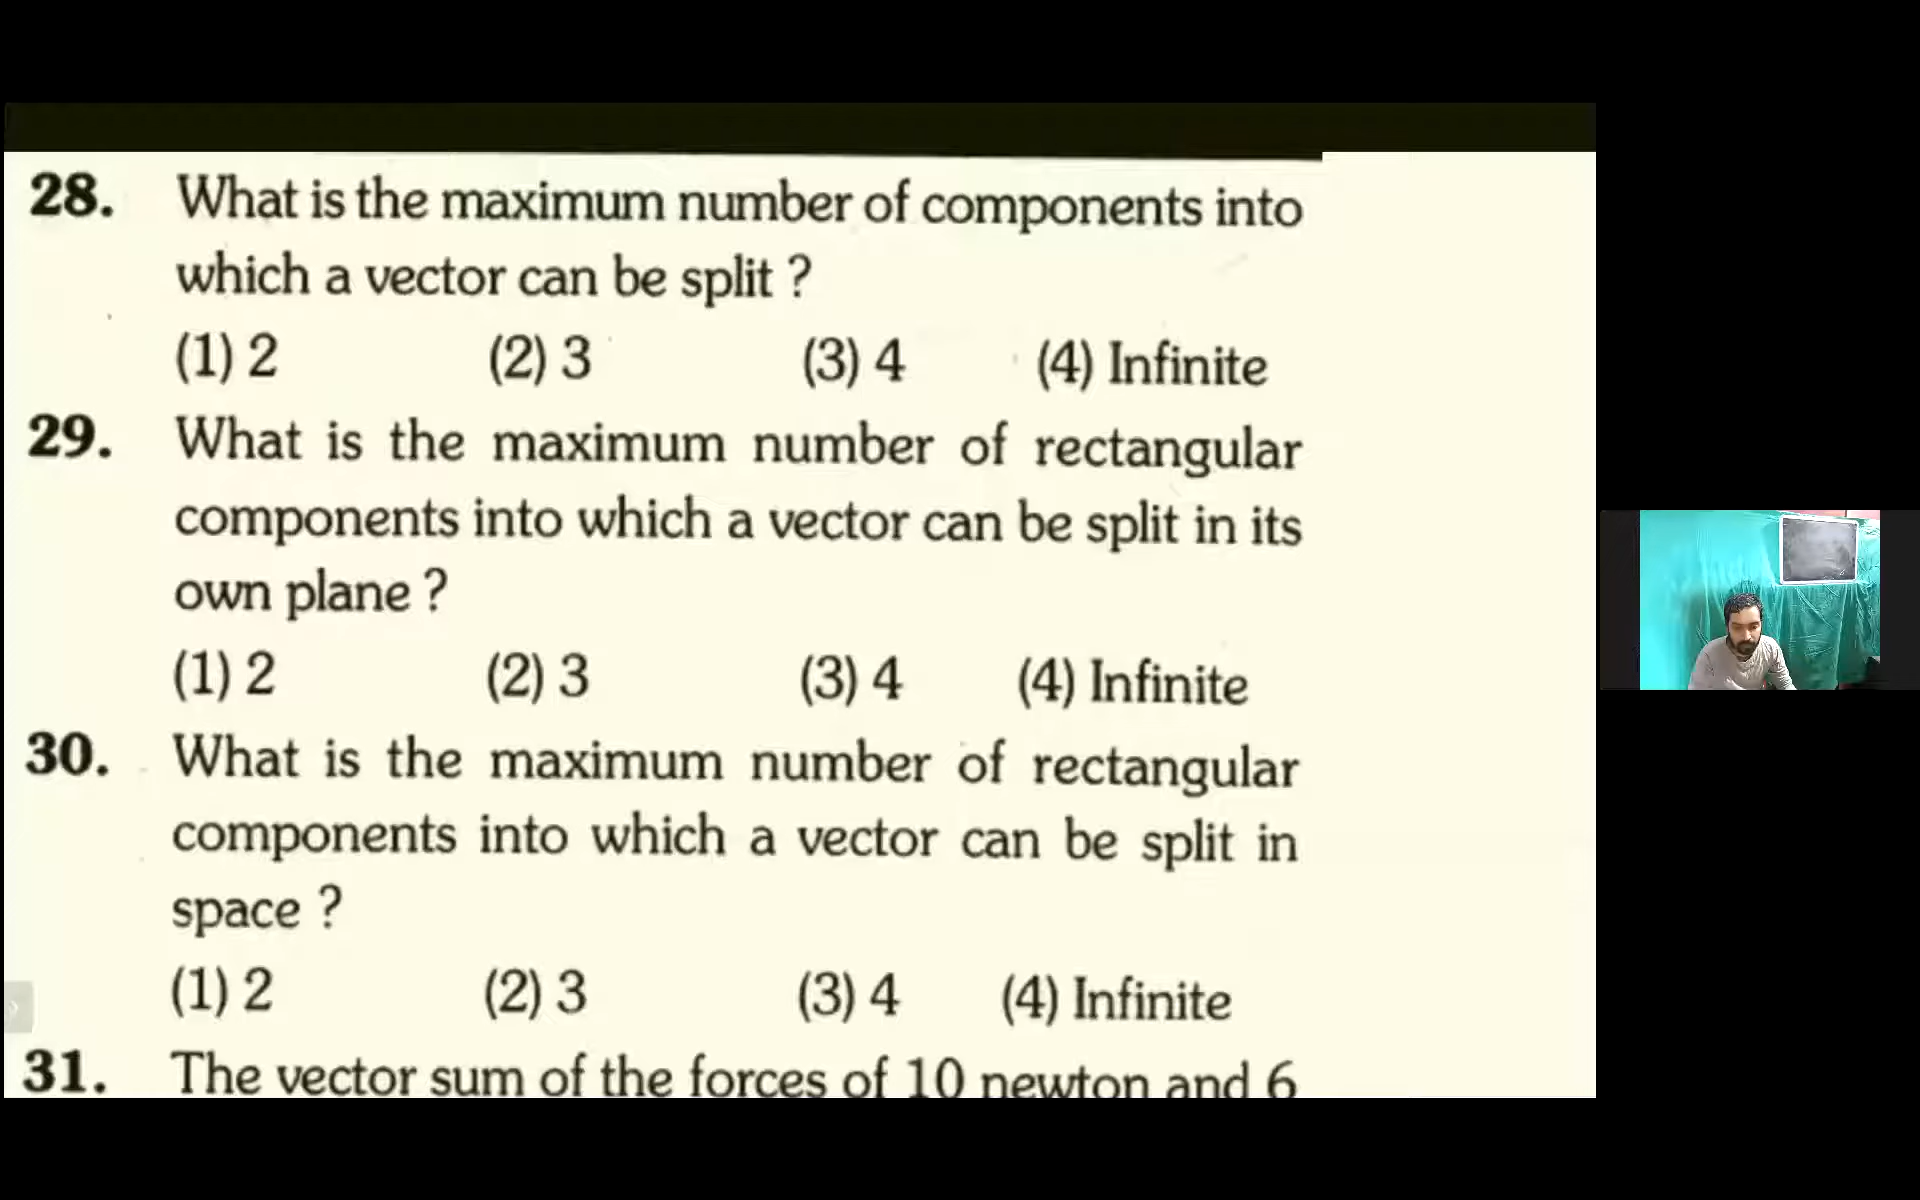 28. What is the maximum number of components into
which a vector can be split ?
(1) 2 (2) 3 (3) 4 (4) Infinite
29. What is the maximum number of rectangular
components into which a vector can be split in its
own plane ?
(1) 2 (2) 3 (3) 4 (4) Infinite
30. What is the maximum number of rectangular
components into which a vector can be split in
space ?
(1) 2 (2) 3 (3) 4 (4) Infinite
31. The vector sum of the forces of 10 newton and 6